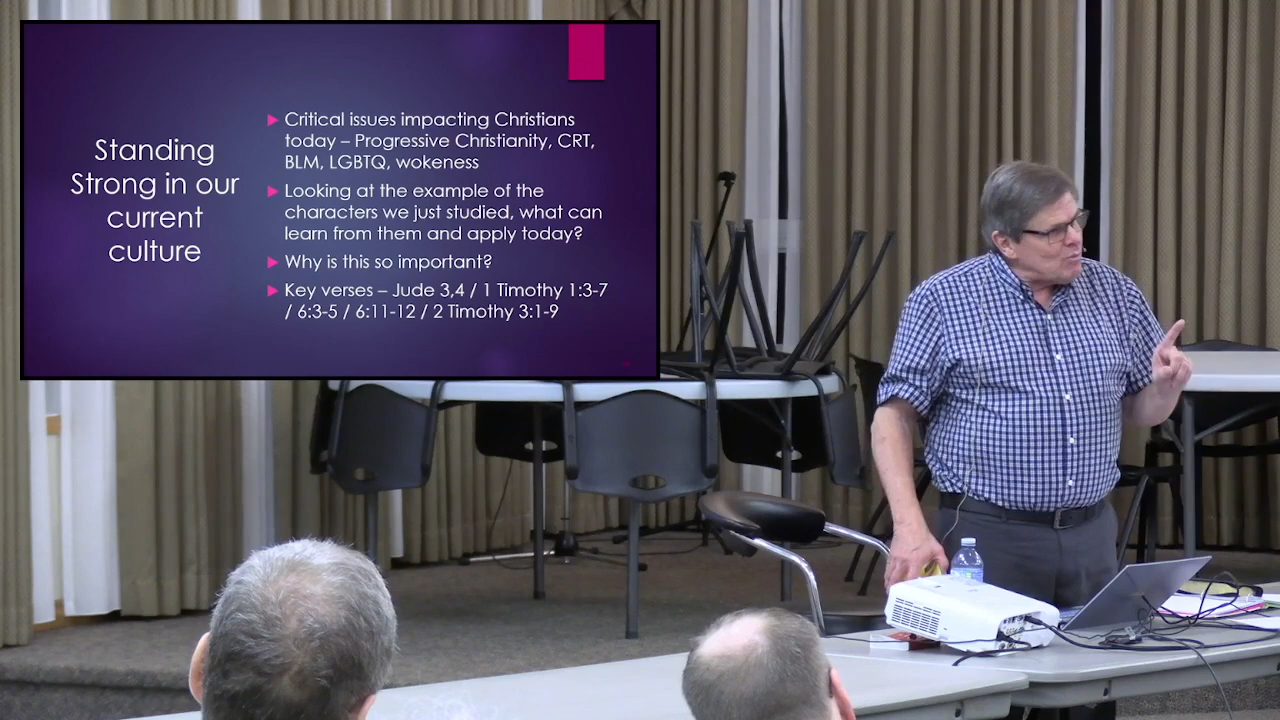 Standing
Strong in our
current
culture
Critical issues impacting Christians
today – Progressive Christianity, CRT,
BLM, LGBTQ, wokeness
Looking at the example of the
characters we just studied, what can
learn from them and apply today?
Why is this so important?
Key verses – Jude 3,4 / 1 Timothy 1:3-7
/ 6:3-5 / 6:11-12 / 2 Timothy 3:1-9